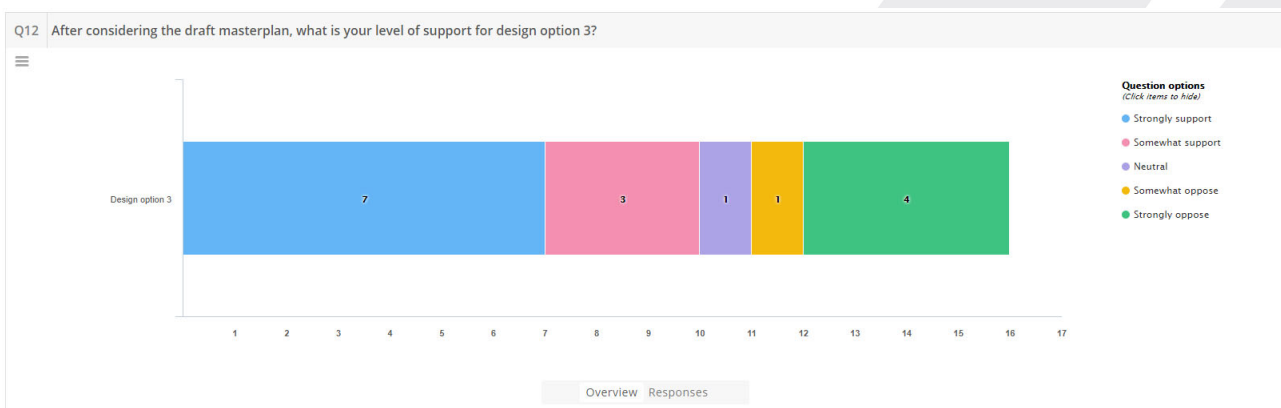 Q12 After considering the draft masterplan, what is your level of support for design option 3?
Question options
(Click items to hide)
Strongly support
Somewhat support
Neutral
Somewhat oppose
Strongly oppose
Design option 3
7 3 1 1 4
1 2 3 4 5 6 7 8 9 10 11 12 13 14 15 16 17
Overview Responses